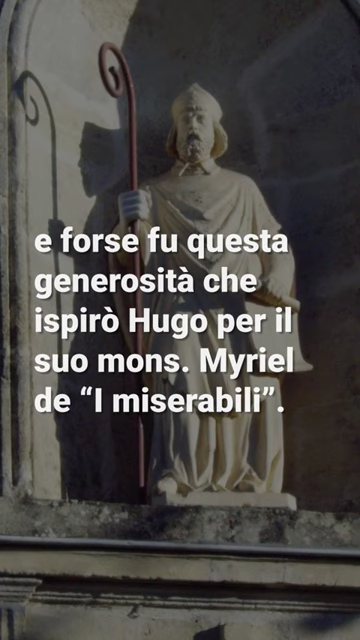 e forse fu questa
generosità che
ispirò Hugo per il
suo mons. Myriel
de “I miserabili”.